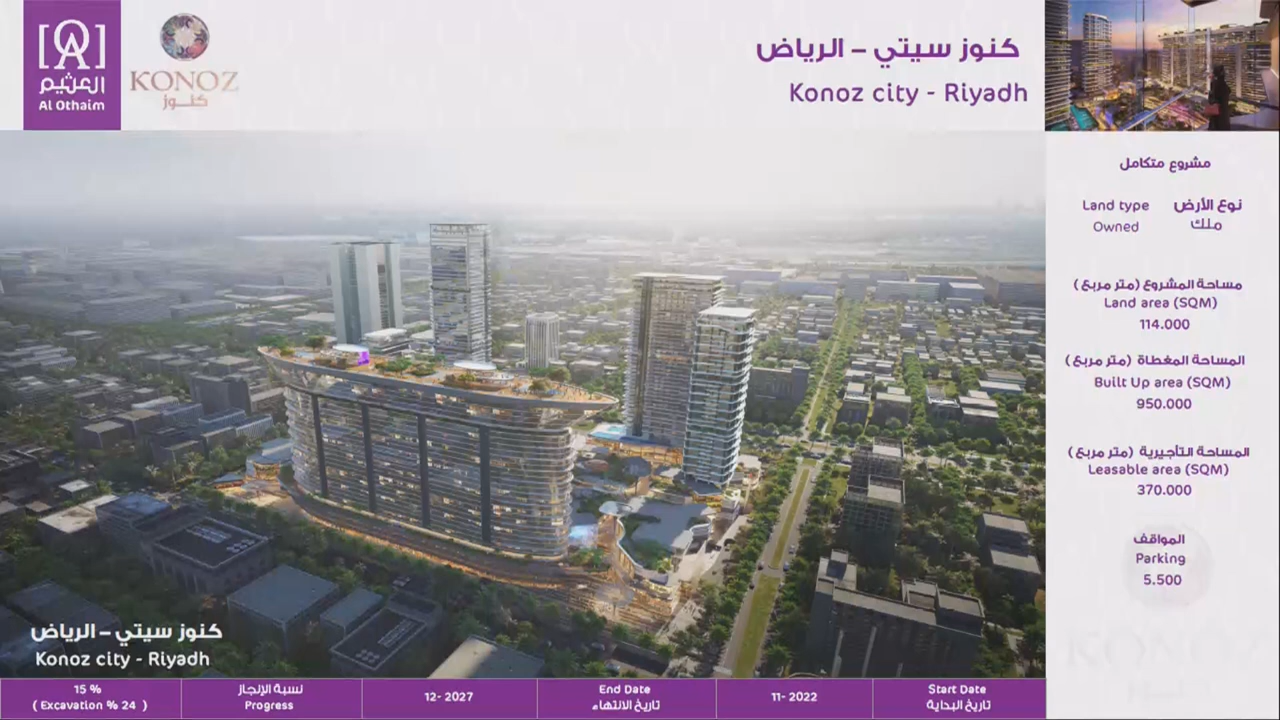 العثيم
Al Othaim
KONOZ
كنوز
كنوز سيتي – الرياض
Konoz city - Riyadh
مشروع متكامل
نوع الأرض
Land type
ملك
Owned
مساحة المشروع (متر مربع)
Land area (SQM)
114.000
المساحة المغطاة (متر مربع)
Built Up area (SQM)
950.000
المساحة التأجيرية (متر مربع)
Leasable area (SQM)
370.000
المواقف
Parking
5.500
KONOZ
كنوز سيتي – الرياض
Konoz city - Riyadh
Start Date
تاريخ البداية
11- 2022
End Date
تاريخ الانتهاء
12- 2027
نسبة الإنجاز
Progress
15 %
( Excavation % 24 )